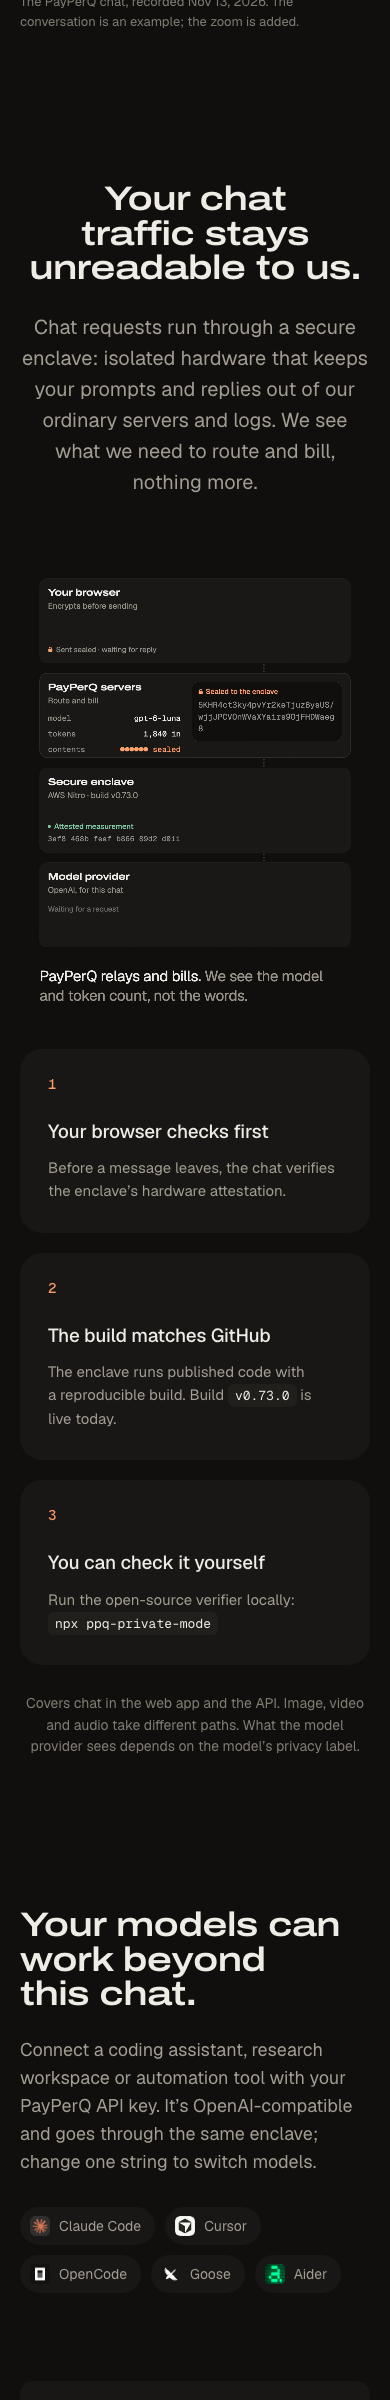 The PayPerQ chat, recorded Nov 13, 2026. The
conversation is an example; the zoom is added.
Your chat
traffic stays
unreadable to us.
Chat requests run through a secure
enclave: isolated hardware that keeps
your prompts and replies out of our
ordinary servers and logs. We see
what we need to route and bill,
nothing more.
Your browser
Encrypts before sending
Sent sealed · waiting for reply
PayPerQ servers
Route and bill
model gpt-6-luna
tokens 1,840 in
contents ●●●●●● sealed
Sealed to the enclave
5KHR4ct3ky4pvYr2keTjuzBysUS/
wjjJPCVOnWVaXYairs9OjFHDWaeg
8
Secure enclave
AWS Nitro · build v0.73.0
Attested measurement
3ef8 468b feaf b866 89d2 d011
Model provider
OpenAI, for this chat
Waiting for a request
PayPerQ relays and bills. We see the model
and token count, not the words.
1
Your browser checks first
Before a message leaves, the chat verifies
the enclave’s hardware attestation.
2
The build matches GitHub
The enclave runs published code with
a reproducible build. Build v0.73.0 is
live today.
3
You can check it yourself
Run the open-source verifier locally:
npx ppq-private-mode
Covers chat in the web app and the API. Image, video
and audio take different paths. What the model
provider sees depends on the model’s privacy label.
Your models can
work beyond
this chat.
Connect a coding assistant, research
workspace or automation tool with your
PayPerQ API key. It’s OpenAI-compatible
and goes through the same enclave;
change one string to switch models.
Claude Code
Cursor
OpenCode
Goose
Aider